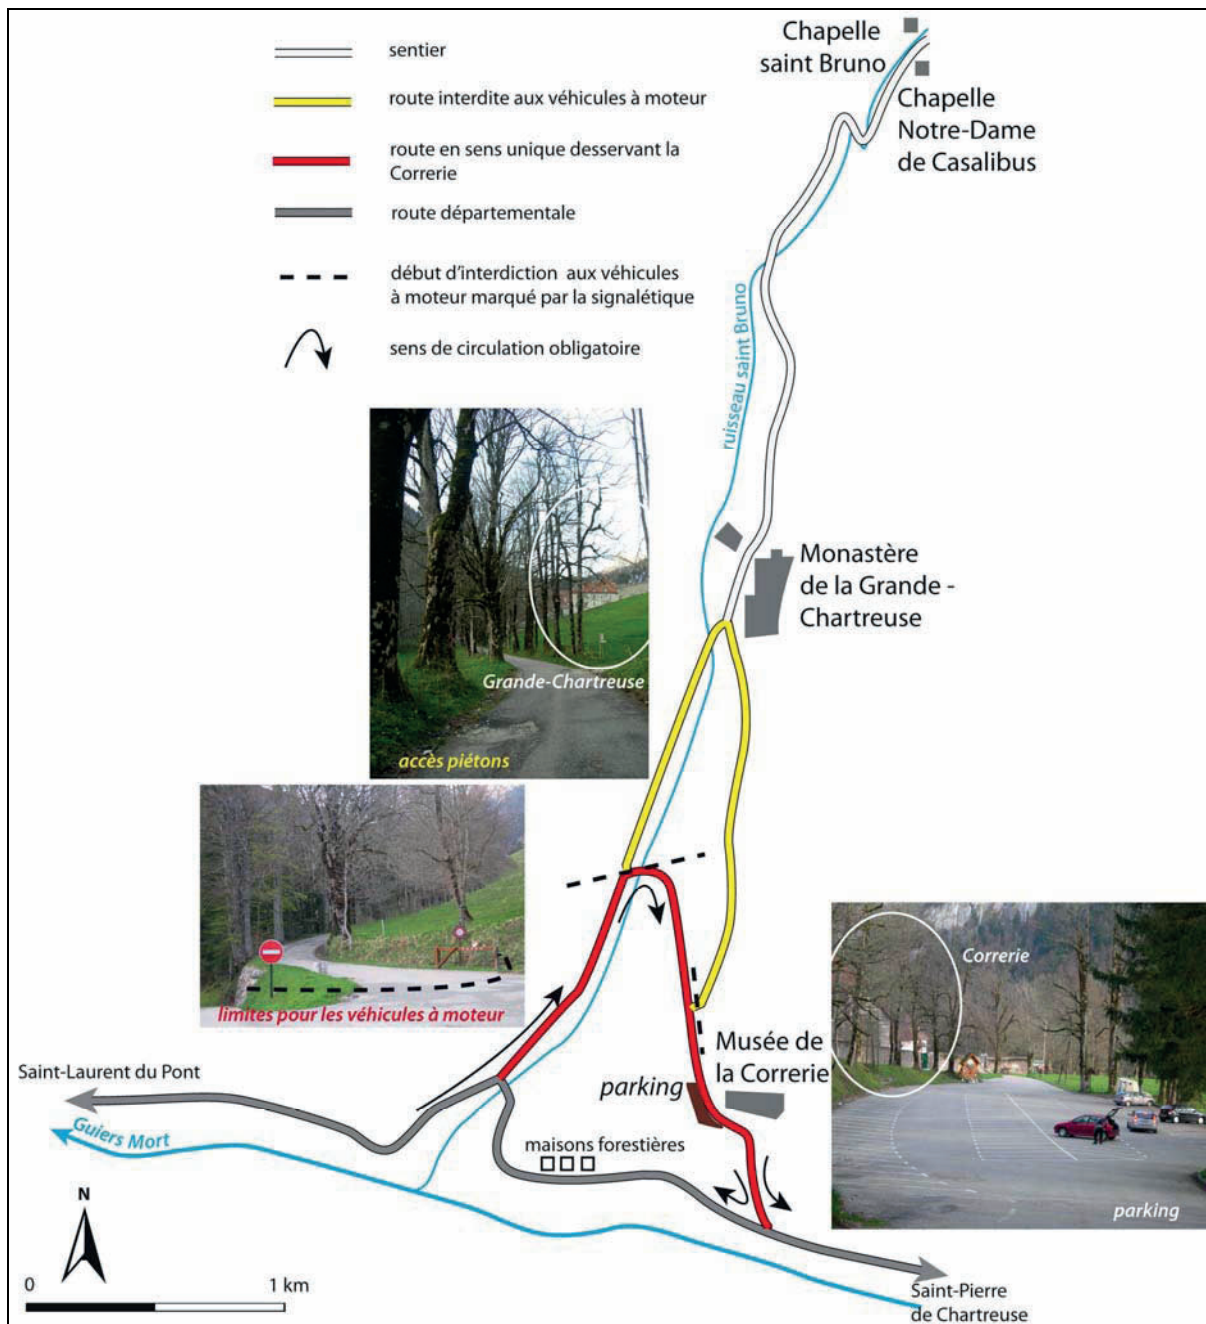 sentier
route interdite aux véhicules à moteur
route en sens unique desservant la
Correrie
route départementale
début d'interdiction aux véhicules
à moteur marqué par la signalétique
sens de circulation obligatoire
Chapelle
saint Bruno
Chapelle
Notre-Dame
de Casalibus
ruisseau saint Bruno
Monastère
de la Grande -
Chartreuse
Grande-Chartreuse
accès piétons
limites pour les véhicules à moteur
Correrie
parking
Musée de
la Correrie
parking
Saint-Laurent du Pont
Guiers Mort
maisons forestières
Saint-Pierre
de Chartreuse
N
0 1 km